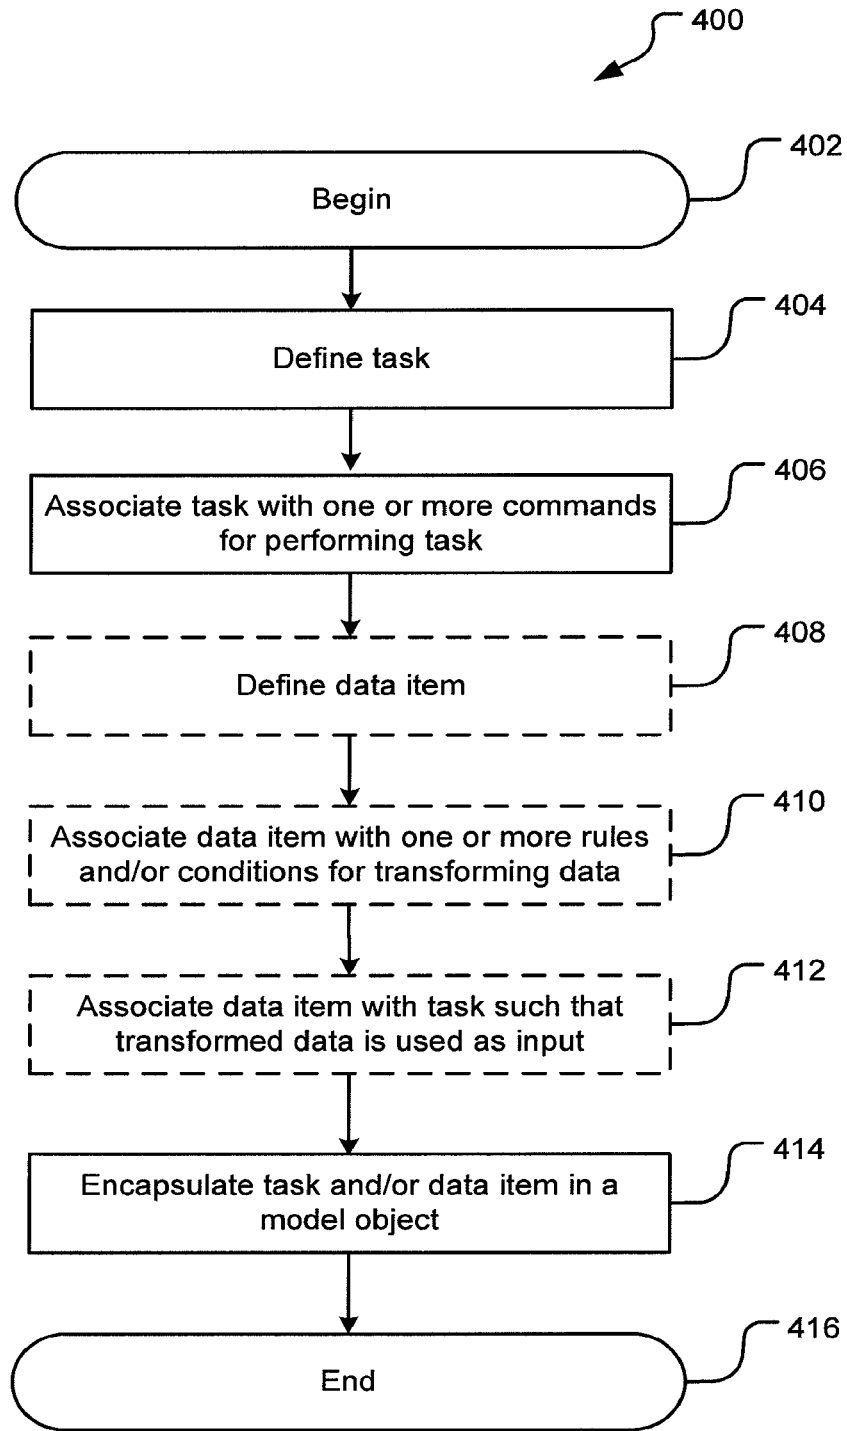 400
402
Begin
404
Define task
406
Associate task with one or more commands
for performing task
408
Define data item
410
Associate data item with one or more rules
and/or conditions for transforming data
412
Associate data item with task such that
transformed data is used as input
414
Encapsulate task and/or data item in a
model object
416
End